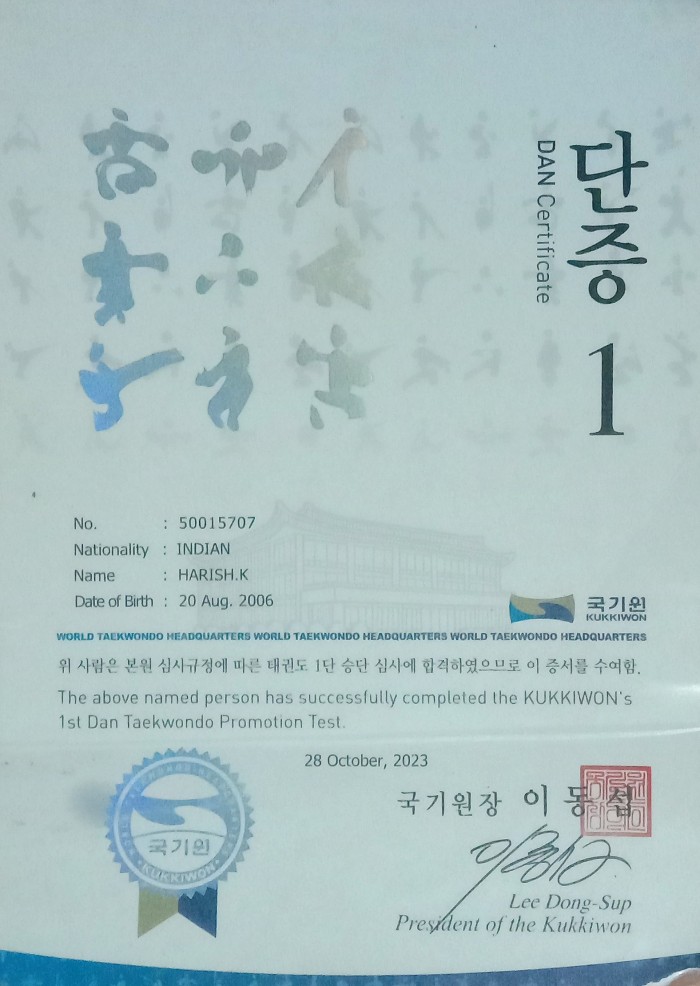 단증
DAN Certificate
1
No. : 50015707
Nationality : INDIAN
Name : HARISH.K
Date of Birth : 20 Aug. 2006
국기원
KUKKIWON
WORLD TAEKWONDO HEADQUARTERS WORLD TAEKWONDO HEADQUARTERS WORLD TAEKWONDO HEADQUARTERS
위 사람은 본원 심사규정에 따른 태권도 1단 승단 심사에 합격하였으므로 이 증서를 수여함.
The above named person has successfully completed the KUKKIWON's
1st Dan Taekwondo Promotion Test.
28 October, 2023
국기원장 이동섭
국기원
KUKKIWON
Lee Dong-Sup
President of the Kukkiwon